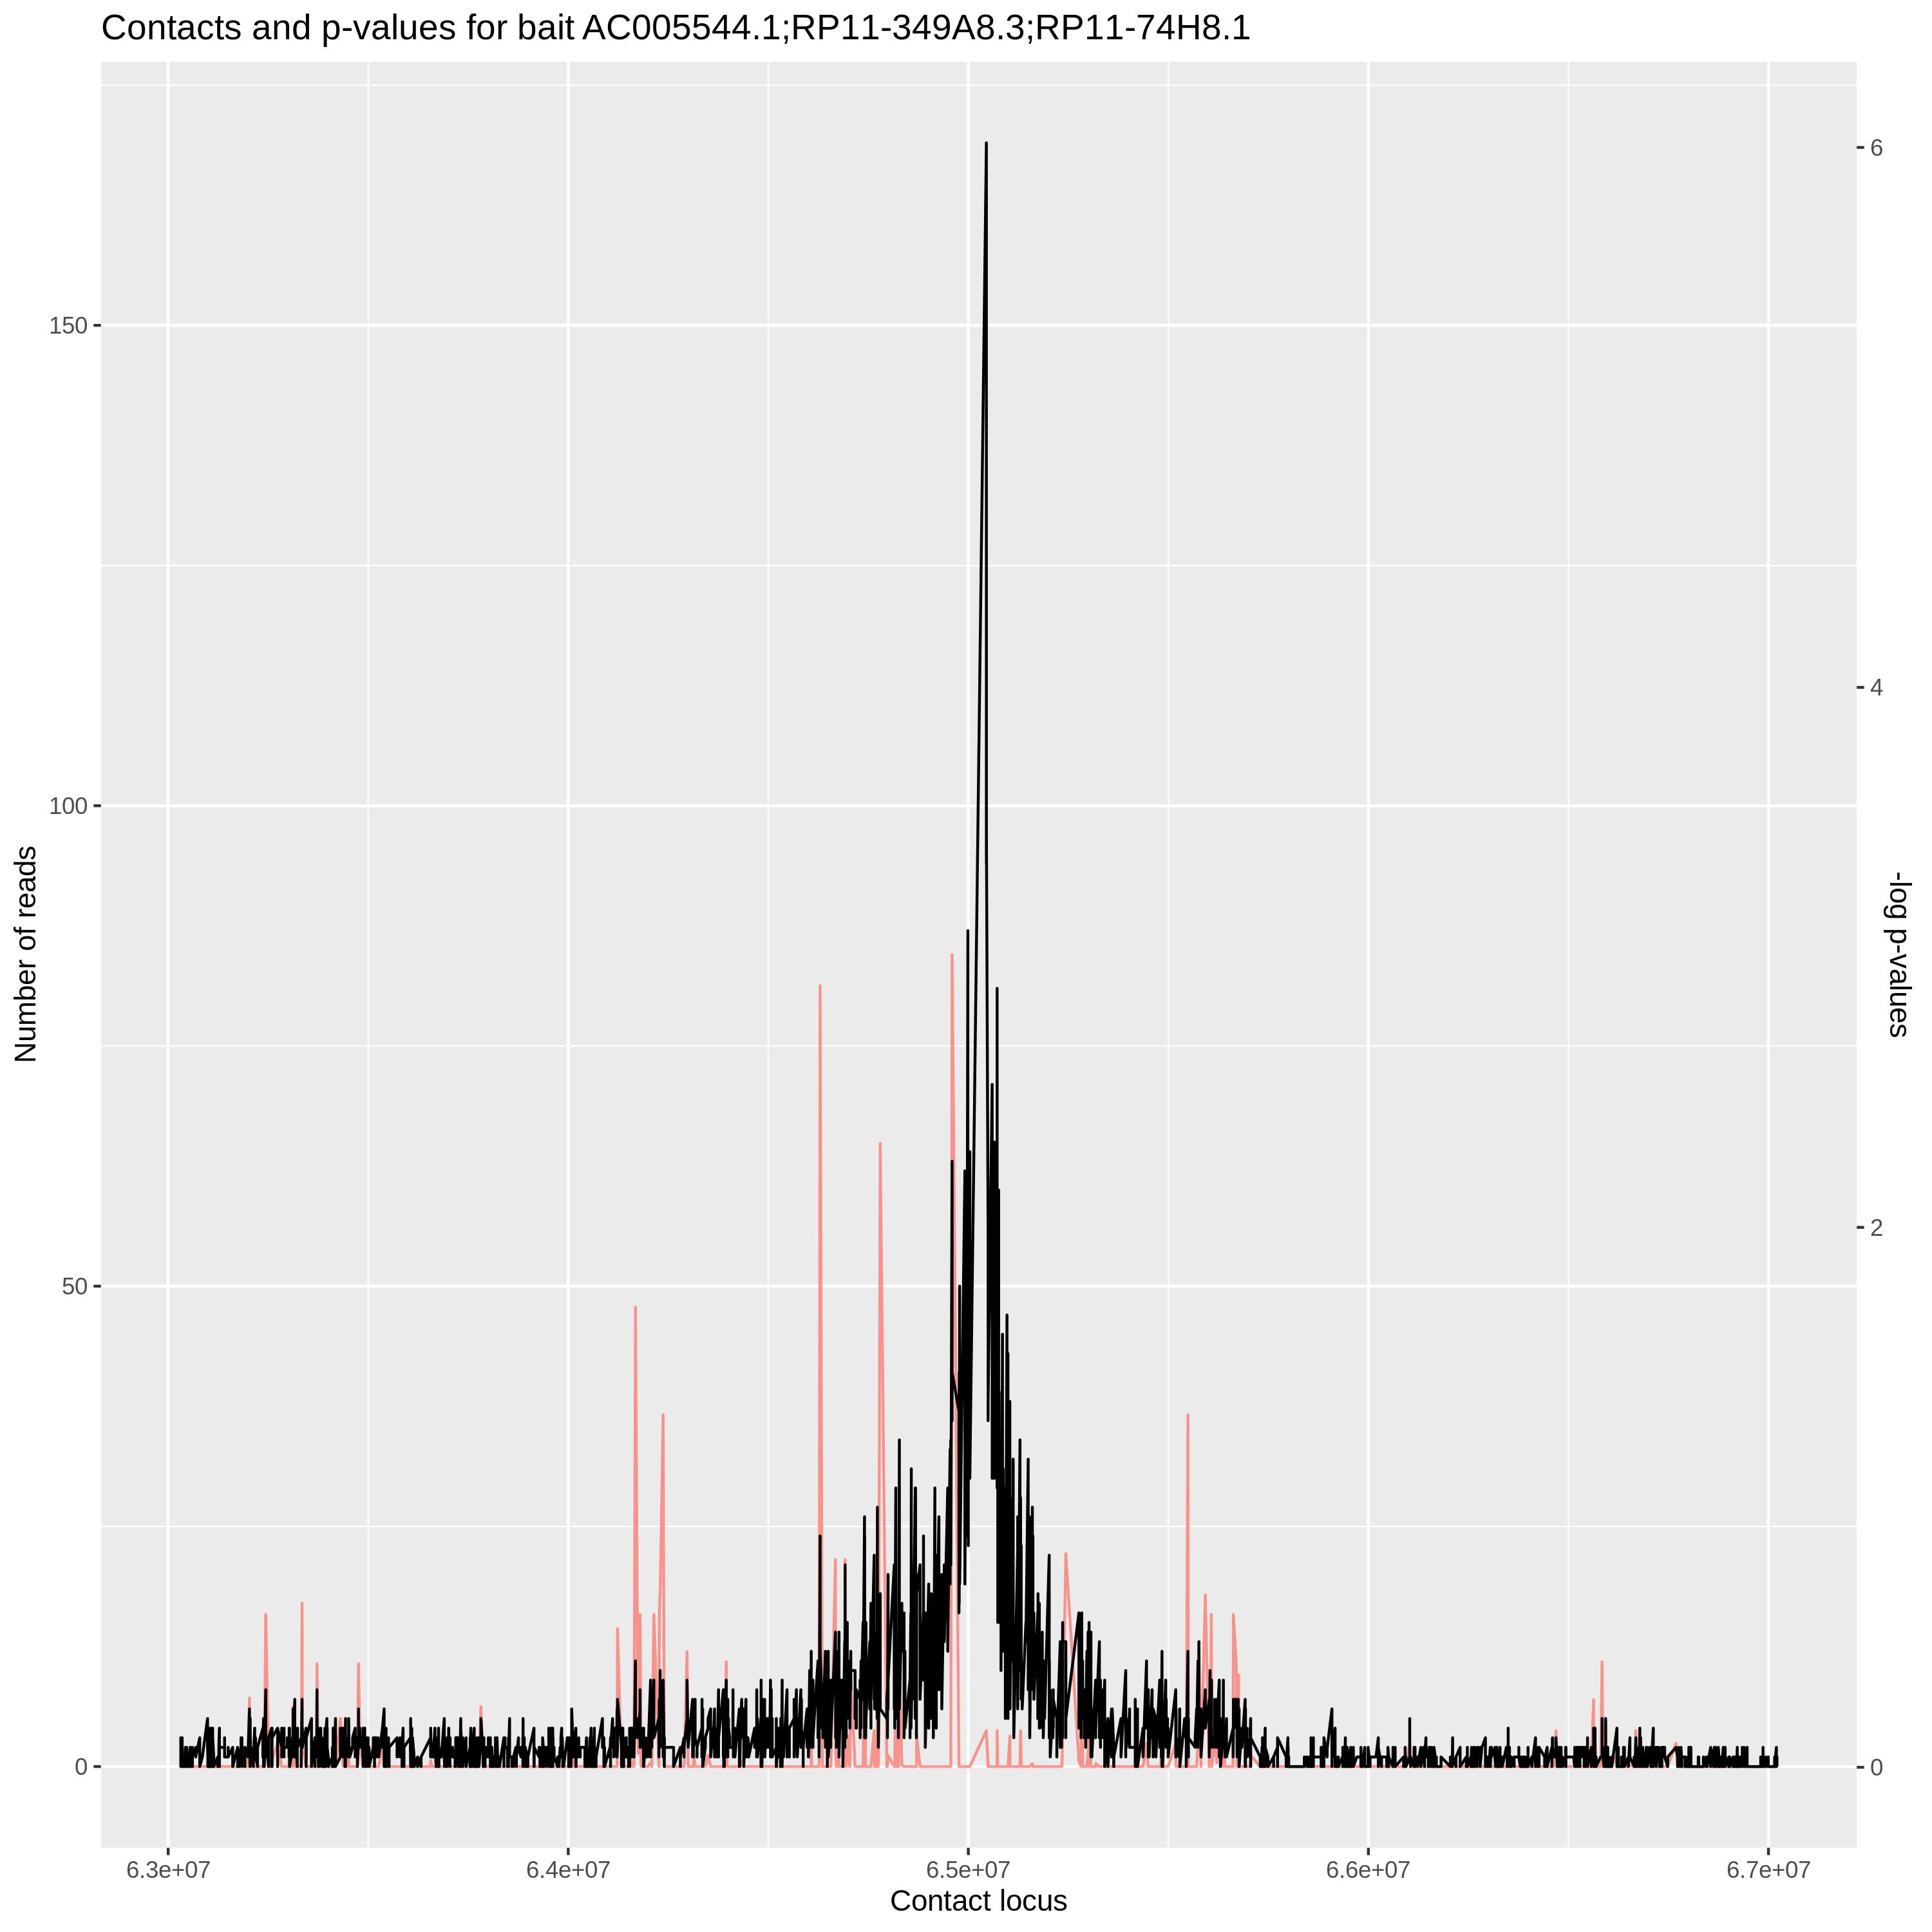 Contacts and p-values for bait AC005544.1;RP11-349A8.3;RP11-74H8.1
150
100
50
0
Number of reads
6
4
2
0
-log p-values
6.3e+07
6.4e+07
6.5e+07
6.6e+07
6.7e+07
Contact locus